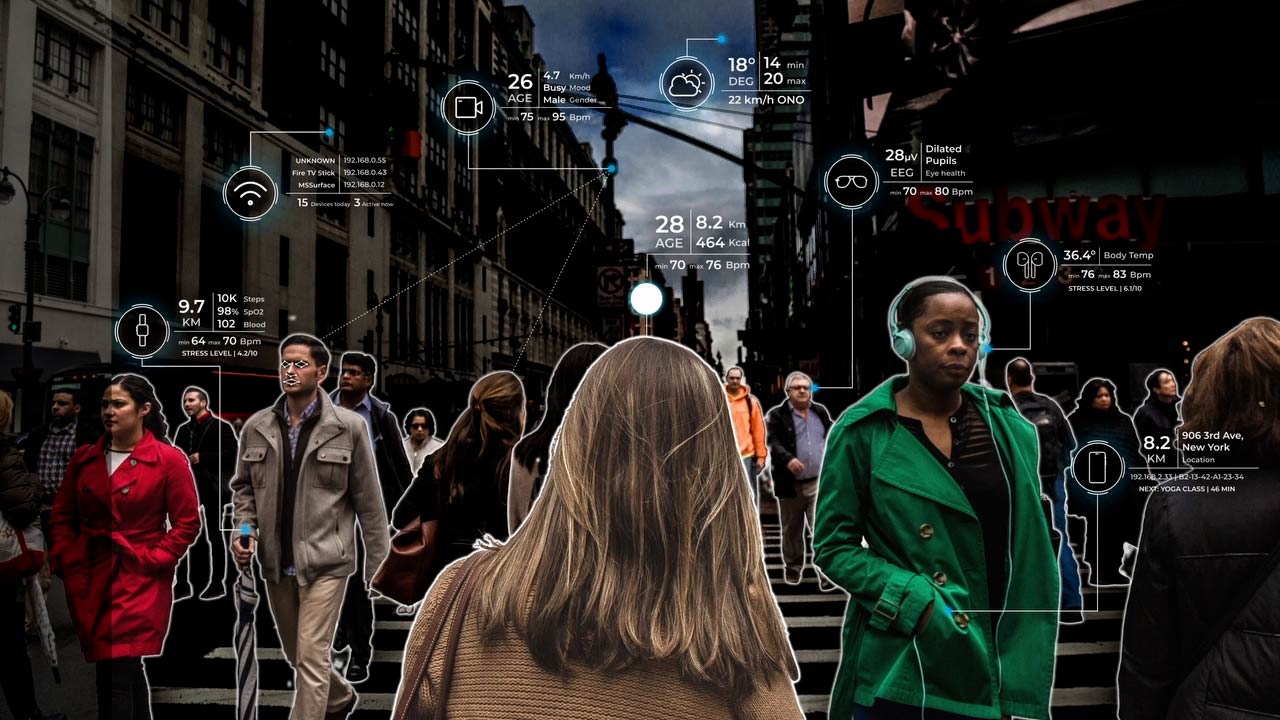 18° 14 min
DEG 20 max
22 km/h ONO
26 4.7 Km/h
AGE Busy Mood
Male Gender
min 75 max 95 Bpm
UNKNOWN 192.168.0.55
Fire TV Stick 192.168.0.43
MSSurface 192.168.0.12
15 Devices today 3 Active now
28μV Dilated
Pupils
EEG Eye health
min 70 max 80 Bpm
Subway
28 8.2 Km
AGE 464 Kcal
min 70 max 76 Bpm
36.4° Body Temp
min 76 max 83 Bpm
STRESS LEVEL | 6.1/10
9.7 10K Steps
KM 98% SpO2
102 Blood
min 64 max 70 Bpm
STRESS LEVEL | 4.2/10
8.2 906 3rd Ave,
New York
KM Location
192.168.2.33 | B2-13-42-A1-23-34
NEXT: YOGA CLASS | 46 MIN